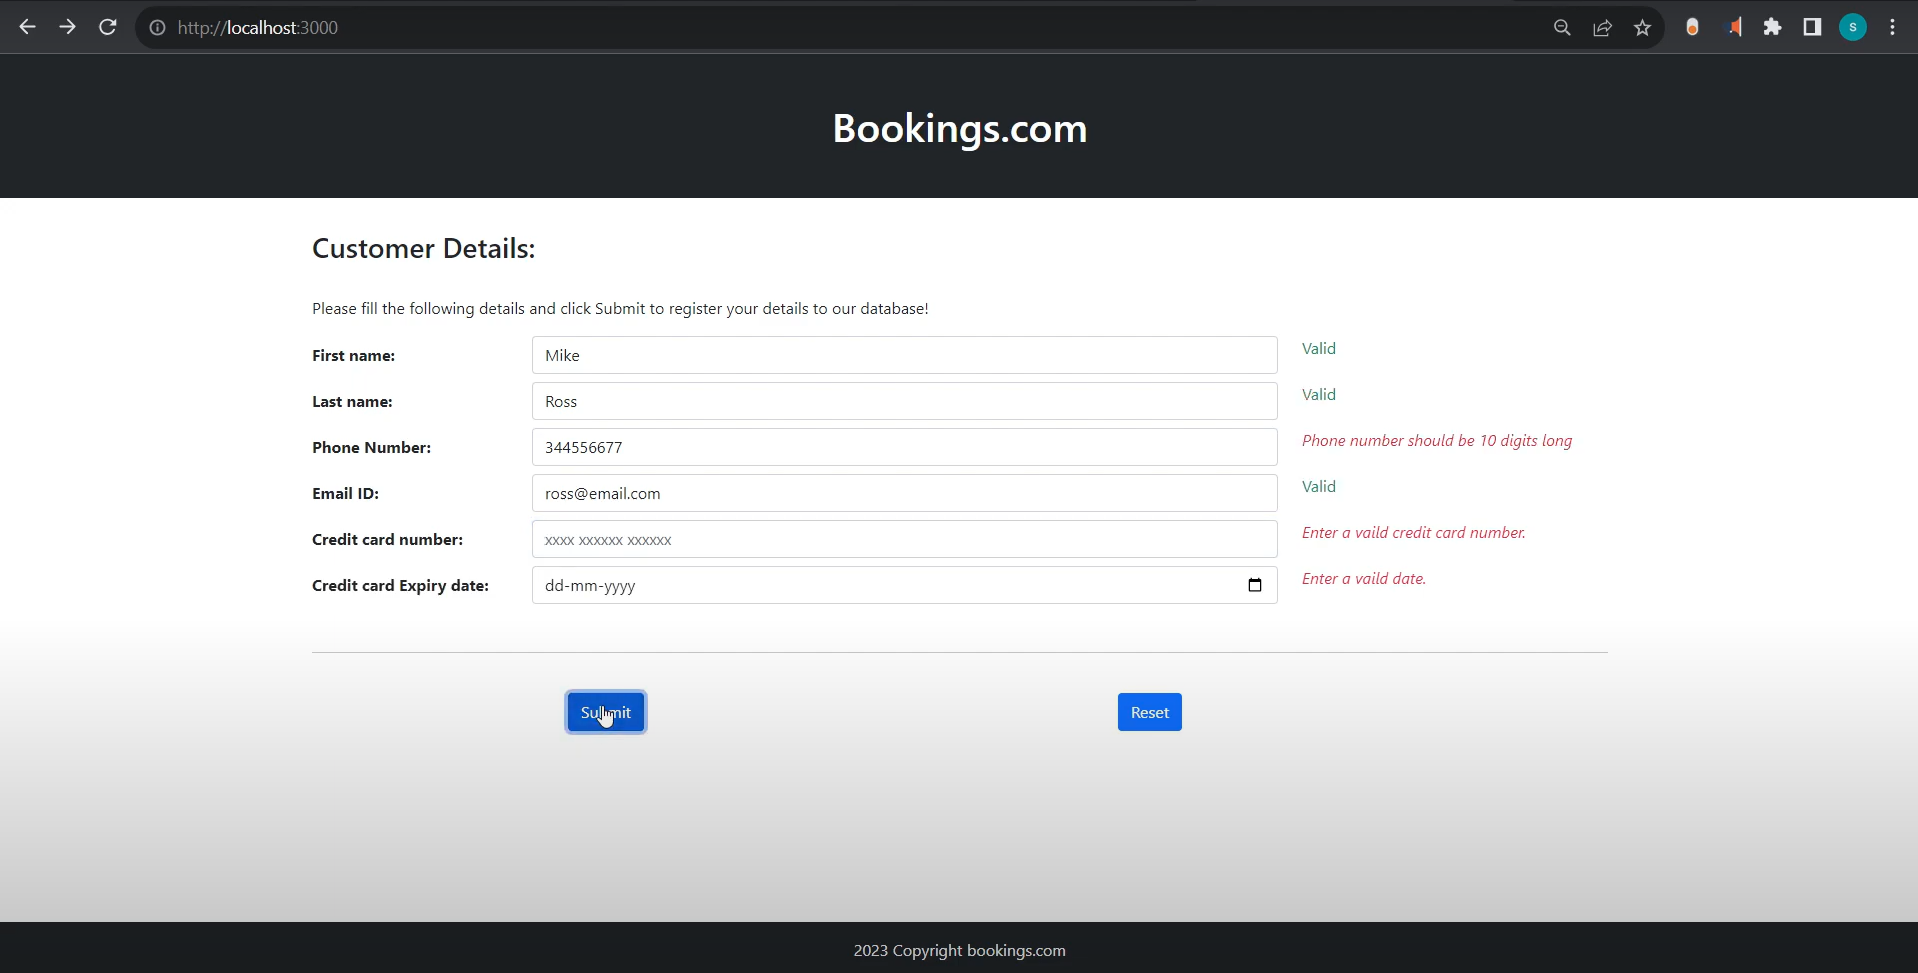 http://localhost:3000
S
Bookings.com
Customer Details:
Please fill the following details and click Submit to register your details to our database!
First name: Mike Valid
Last name: Ross Valid
Phone Number: 344556677 Phone number should be 10 digits long
Email ID: ross@email.com Valid
Credit card number: xxxx xxxxxx xxxxxx Enter a vaild credit card number.
Credit card Expiry date: dd-mm-yyyy Enter a vaild date.
Submit Reset
2023 Copyright bookings.com